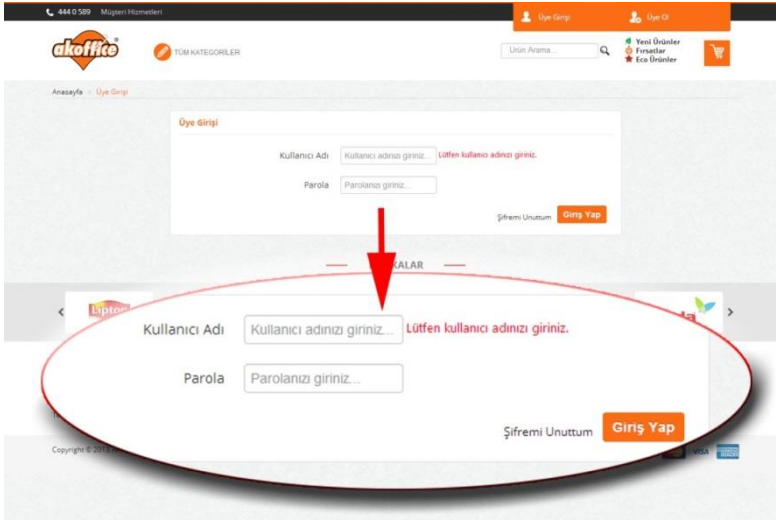 444 0 589 Müşteri Hizmetleri
Üye Girişi
Üye Ol
akoffice
TÜM KATEGORİLER
Ürün Arama...
Yeni Ürünler
Fırsatlar
Eco Ürünler
Anasayfa
Üye Girişi
Üye Girişi
Kullanıcı Adı
Kullanıcı adınızı giriniz...
Lütfen kullanıcı adınızı giriniz.
Parola
Parolanızı giriniz...
Şifremi Unuttum
Giriş Yap
KALAR
Lipton
Kullanıcı Adı
Kullanıcı adınızı giriniz...
Lütfen kullanıcı adınızı giriniz.
Parola
Parolanızı giriniz...
Şifremi Unuttum
Giriş Yap
Copyright ©
VISA